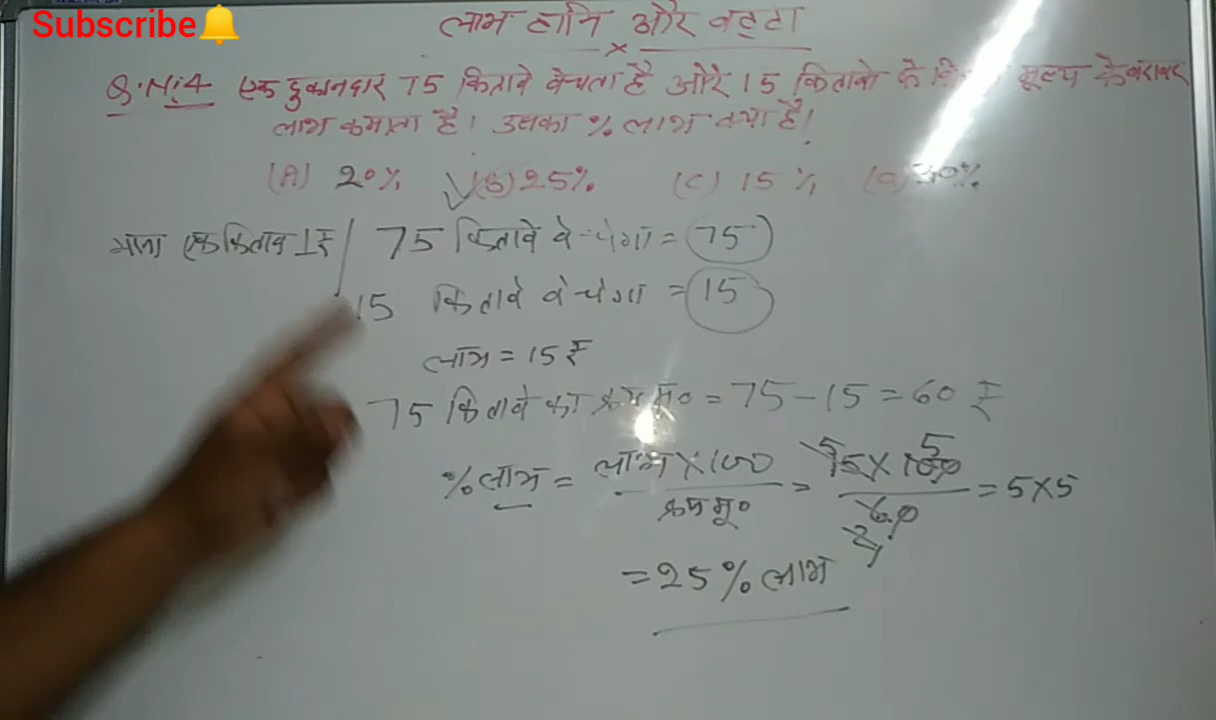 Subscribe🔔
लाभ हानि और बट्टा
×
Q.N:4 एक दुकानदार 75 किताबे बेचता है और 15 किताबो के मूल्य के बराबर
लाभ कमाता है। उसका % लाभ क्या है।
(A) 20% (B) 25% (C) 15% 30%
माना एक किताब 1₹ / 75 किताबे बेचेगा = 75
15 किताबे बेचेगा = 15
लाभ = 15 ₹
75 किताबे का क्रय मू० = 75 - 15 = 60 ₹
% लाभ = लाभ × 100 / क्रय मू० = 15 × 100 / 60 = 5 × 5
= 25% लाभ